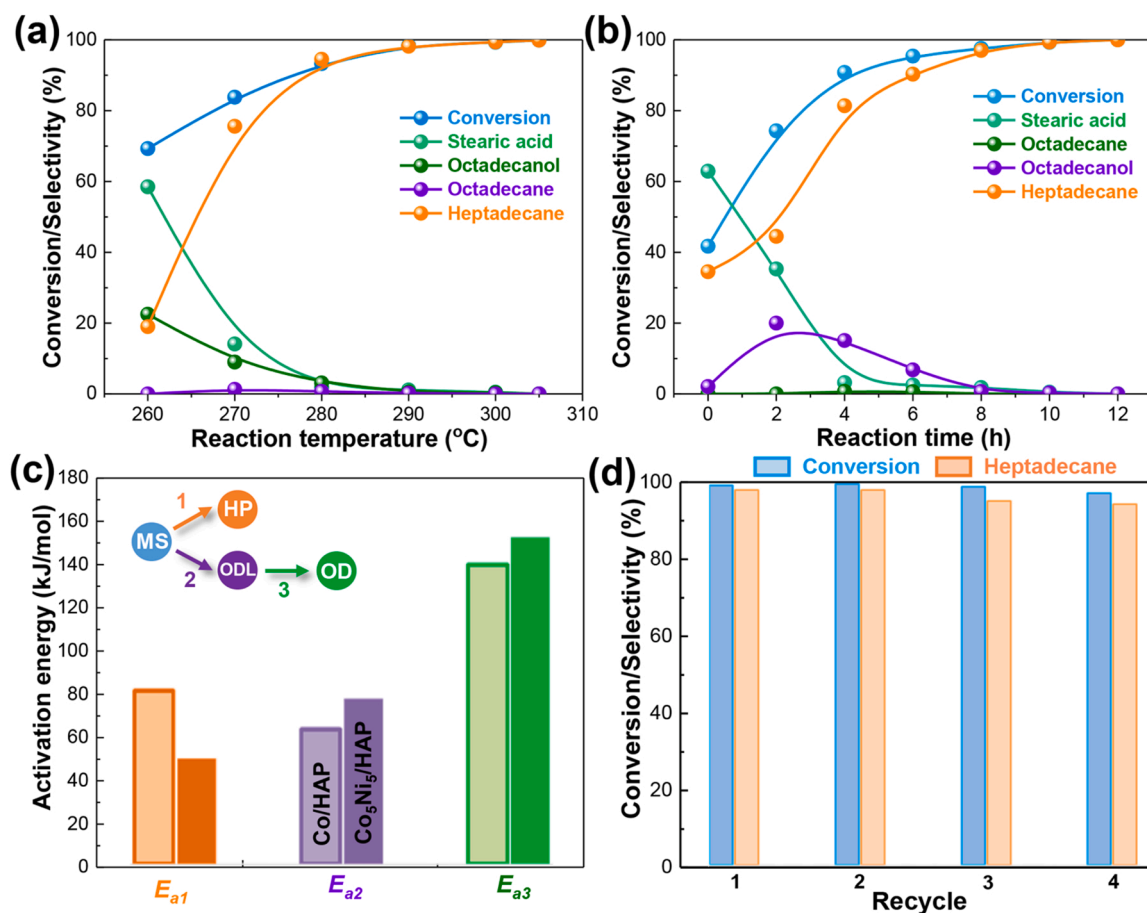 (a)
Conversion/Selectivity (%)
100
80
60
40
20
0
Conversion
Stearic acid
Octadecanol
Octadecane
Heptadecane
260 270 280 290 300 310
Reaction temperature (°C)
(b)
Conversion/Selectivity (%)
100
80
60
40
20
0
Conversion
Stearic acid
Octadecane
Octadecanol
Heptadecane
0 2 4 6 8 10 12
Reaction time (h)
(c)
Activation energy (kJ/mol)
180
160
140
120
100
80
60
40
20
0
1
HP
MS
2
ODL
3
OD
Co/HAP
Co₅Ni₅/HAP
Eₐ₁ Eₐ₂ Eₐ₃
(d)
Conversion Heptadecane
Conversion/Selectivity (%)
100
80
60
40
20
0
1 2 3 4
Recycle